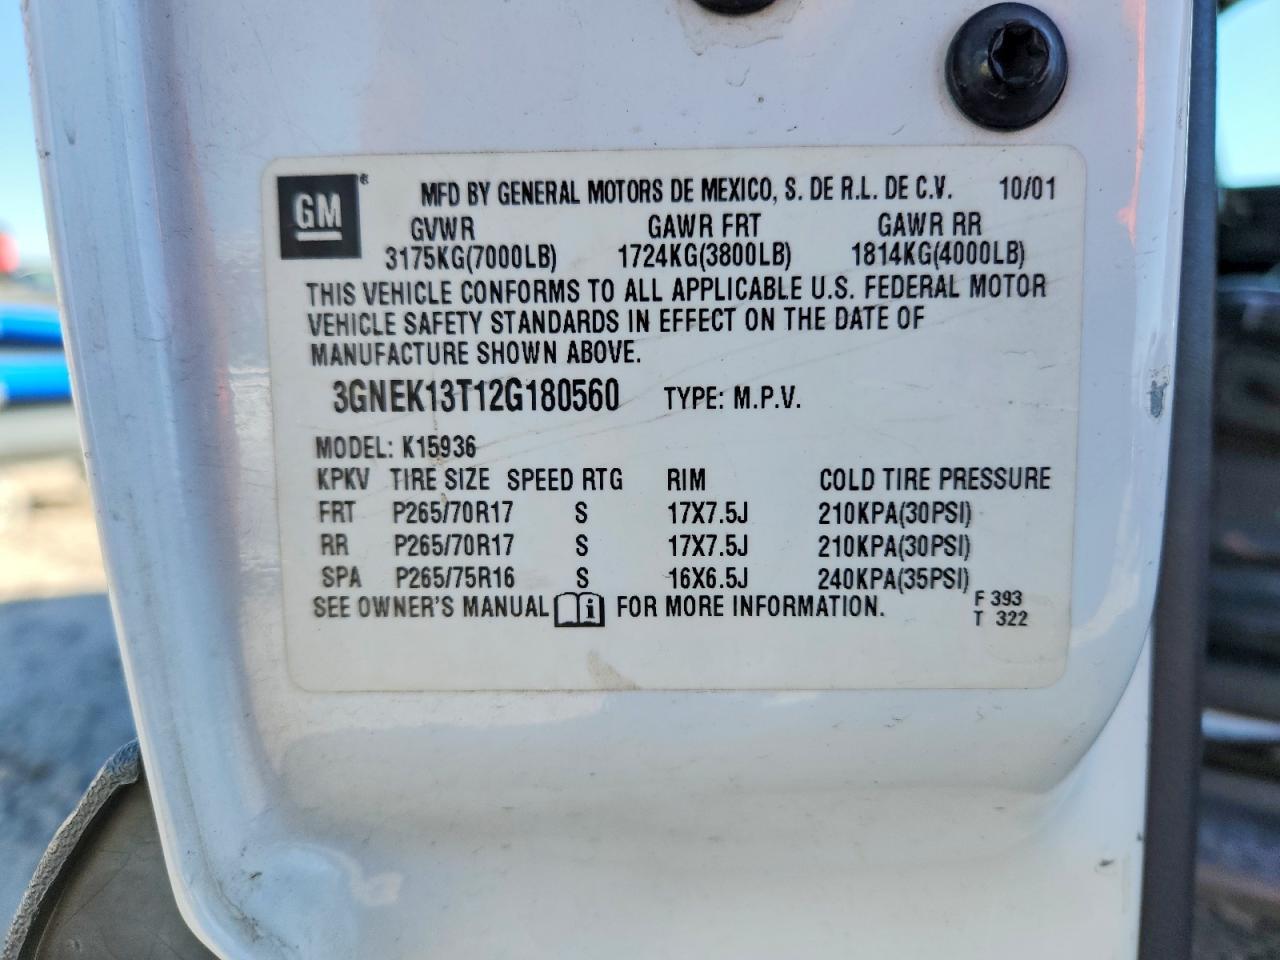 GM® MFD BY GENERAL MOTORS DE MEXICO, S. DE R.L. DE C.V. 10/01
GVWR GAWR FRT GAWR RR
3175KG(7000LB) 1724KG(3800LB) 1814KG(4000LB)
THIS VEHICLE CONFORMS TO ALL APPLICABLE U.S. FEDERAL MOTOR
VEHICLE SAFETY STANDARDS IN EFFECT ON THE DATE OF
MANUFACTURE SHOWN ABOVE.
3GNEK13T12G180560 TYPE: M.P.V.
MODEL: K15936
KPKV TIRE SIZE SPEED RTG RIM COLD TIRE PRESSURE
FRT P265/70R17 S 17X7.5J 210KPA(30PSI)
RR P265/70R17 S 17X7.5J 210KPA(30PSI)
SPA P265/75R16 S 16X6.5J 240KPA(35PSI)
SEE OWNER'S MANUAL i FOR MORE INFORMATION. F 393
T 322